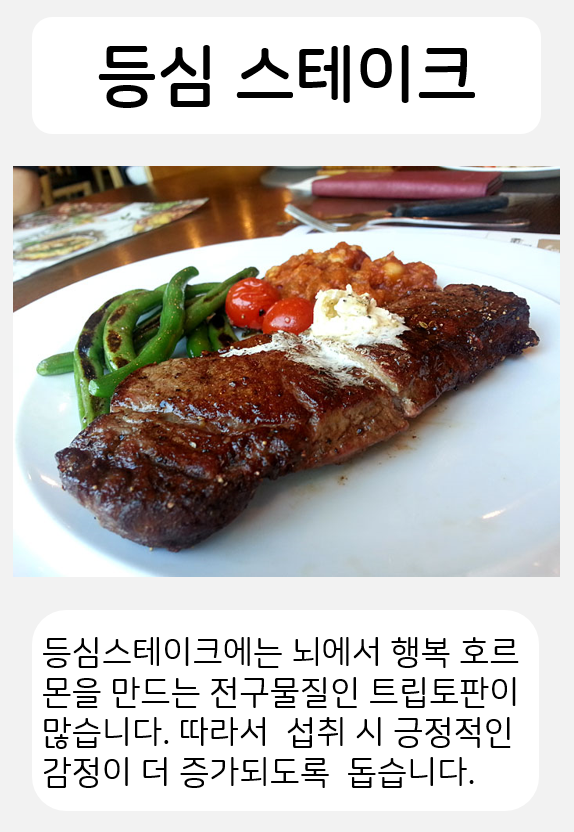 등심 스테이크
등심스테이크에는 뇌에서 행복 호르
몬을 만드는 전구물질인 트립토판이
많습니다. 따라서  섭취 시 긍정적인
감정이 더 증가되도록  돕습니다.